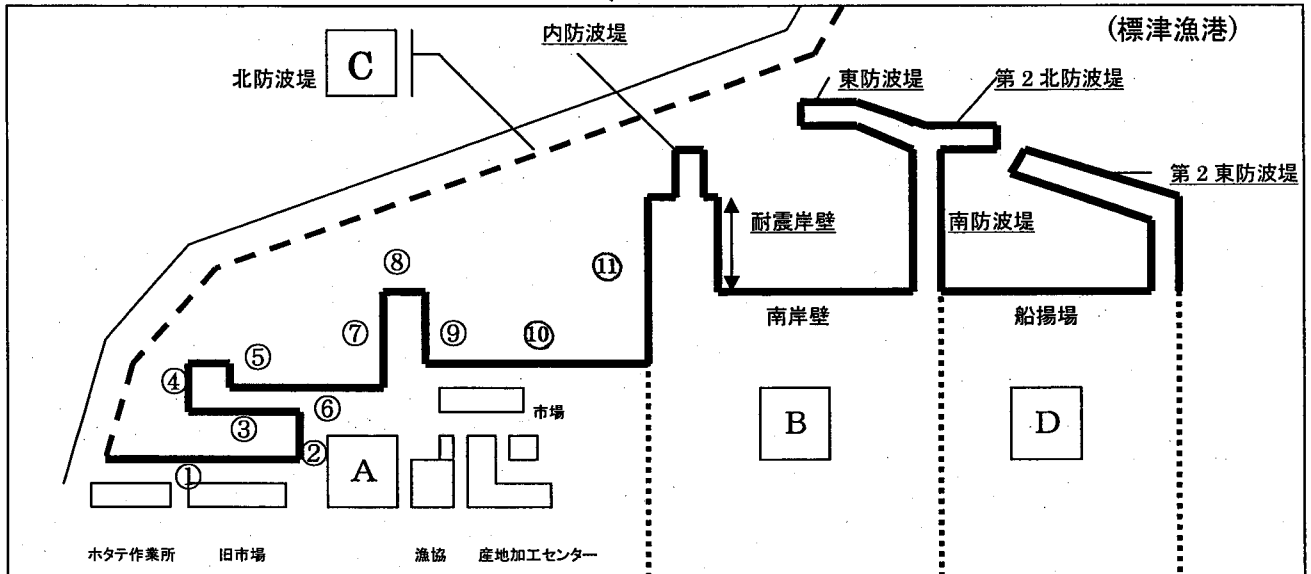 (標津漁港)
内防波堤
北防波堤
C
東防波堤
第2北防波堤
第2東防波堤
耐震岸壁
南防波堤
⑧
⑪
⑦
⑨
⑩
南岸壁
船揚場
⑤
④
⑥
③
市場
②
①
A
B
D
ホタテ作業所
旧市場
漁協
産地加工センター